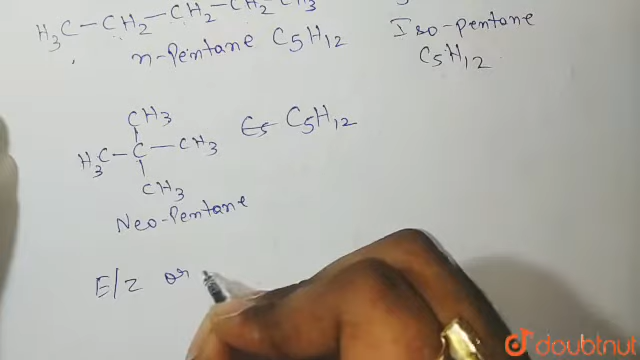 H3C-CH2-CH2-CH2-CH3
n-Pentane C5H12
Iso-pentane
C5H12
CH3
H3C-C-CH3 C5H12
CH3
Neo-Pentane
E/Z or
doubtnut